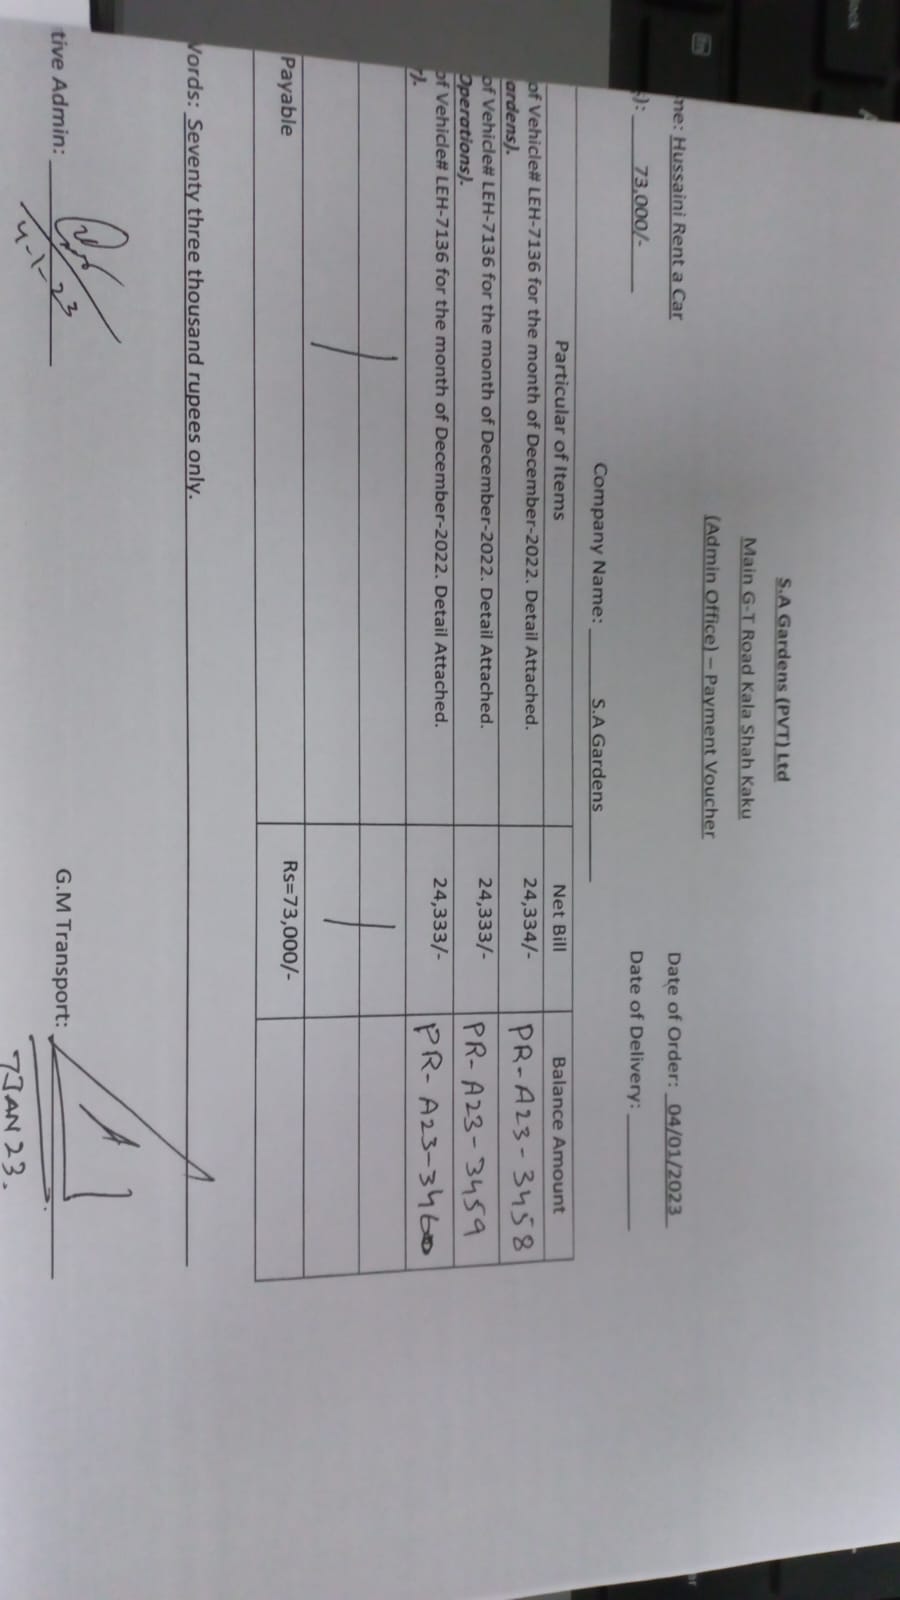 S.A Gardens (PVT) Ltd
Main G-T Road Kala Shah Kaku
(Admin Office) – Payment Voucher
me: Hussaini Rent a Car Date of Order: 04/01/2023
): 73,000/- Date of Delivery:
Company Name: S.A Gardens
Particular of Items Net Bill Balance Amount
of Vehicle# LEH-7136 for the month of December-2022. Detail Attached. 24,334/- PR-A23-3458
ardens).
of Vehicle# LEH-7136 for the month of December-2022. Detail Attached. 24,333/- PR-A23-3459
Operations).
of Vehicle# LEH-7136 for the month of December-2022. Detail Attached. 24,333/- PR-A23-3460
).
Payable Rs=73,000/-
Words: Seventy three thousand rupees only.
tive Admin: G.M Transport:
4-1-23
7 JAN 23.